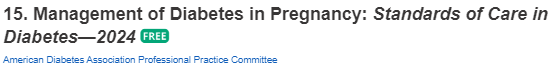 15. Management of Diabetes in Pregnancy: Standards of Care in
Diabetes—2024 FREE
American Diabetes Association Professional Practice Committee